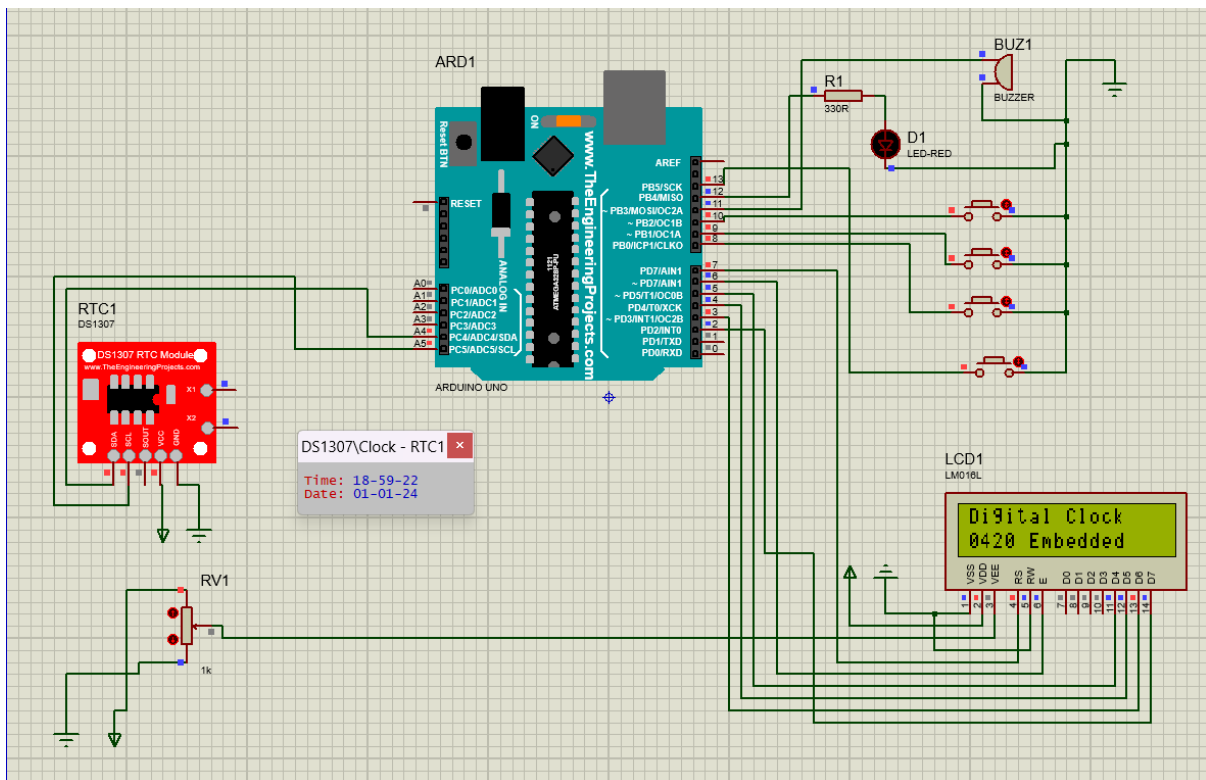 ARD1
BUZ1
BUZZER
R1
330R
D1
LED-RED
Reset BTN
ON
www.TheEngineeringProjects.com
RESET
ANALOG IN
ATMEGA328P-PU
1121
AREF
PB5/SCK
PB4/MISO
~ PB3/MOSI/OC2A
~ PB2/OC1B
~ PB1/OC1A
PB0/ICP1/CLKO
13
12
11
10
9
8
PD7/AIN1
~ PD7/AIN1
~ PD5/T1/OC0B
PD4/T0/XCK
~ PD3/INT1/OC2B
PD2/INT0
PD1/TXD
PD0/RXD
7
6
5
4
3
2
1
0
A0
A1
A2
A3
A4
A5
PC0/ADC0
PC1/ADC1
PC2/ADC2
PC3/ADC3
PC4/ADC4/SDA
PC5/ADC5/SCL
ARDUINO UNO
RTC1
DS1307
DS1307 RTC Module
www.TheEngineeringProjects.com
X1
X2
SDA
SCL
SOUT
VCC
GND
DS1307\Clock - RTC1
Time: 18-59-22
Date: 01-01-24
RV1
1k
LCD1
LM016L
Digital Clock
0420 Embedded
VSS
VDD
VEE
RS
RW
E
D0
D1
D2
D3
D4
D5
D6
D7
1
2
3
4
5
6
7
8
9
10
11
12
13
14